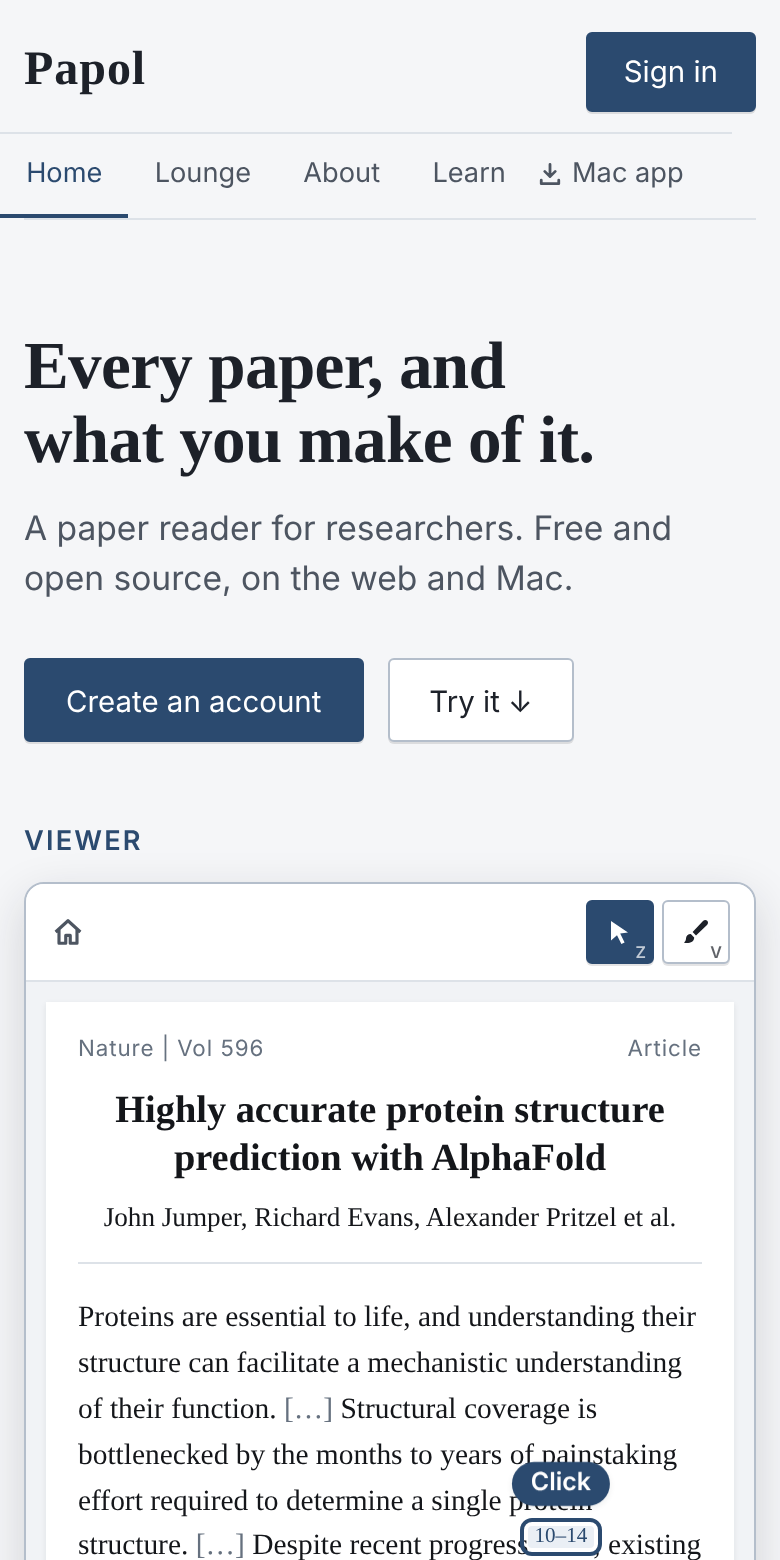 Papol
Sign in
Home Lounge About Learn Mac app
Every paper, and
what you make of it.
A paper reader for researchers. Free and
open source, on the web and Mac.
Create an account Try it ↓
VIEWER
z v
Nature | Vol 596 Article
Highly accurate protein structure
prediction with AlphaFold
John Jumper, Richard Evans, Alexander Pritzel et al.
Proteins are essential to life, and understanding their
structure can facilitate a mechanistic understanding
of their function. […] Structural coverage is
bottlenecked by the months to years of painstaking
Click
effort required to determine a single protein
structure. […] Despite recent progress 10–14, existing